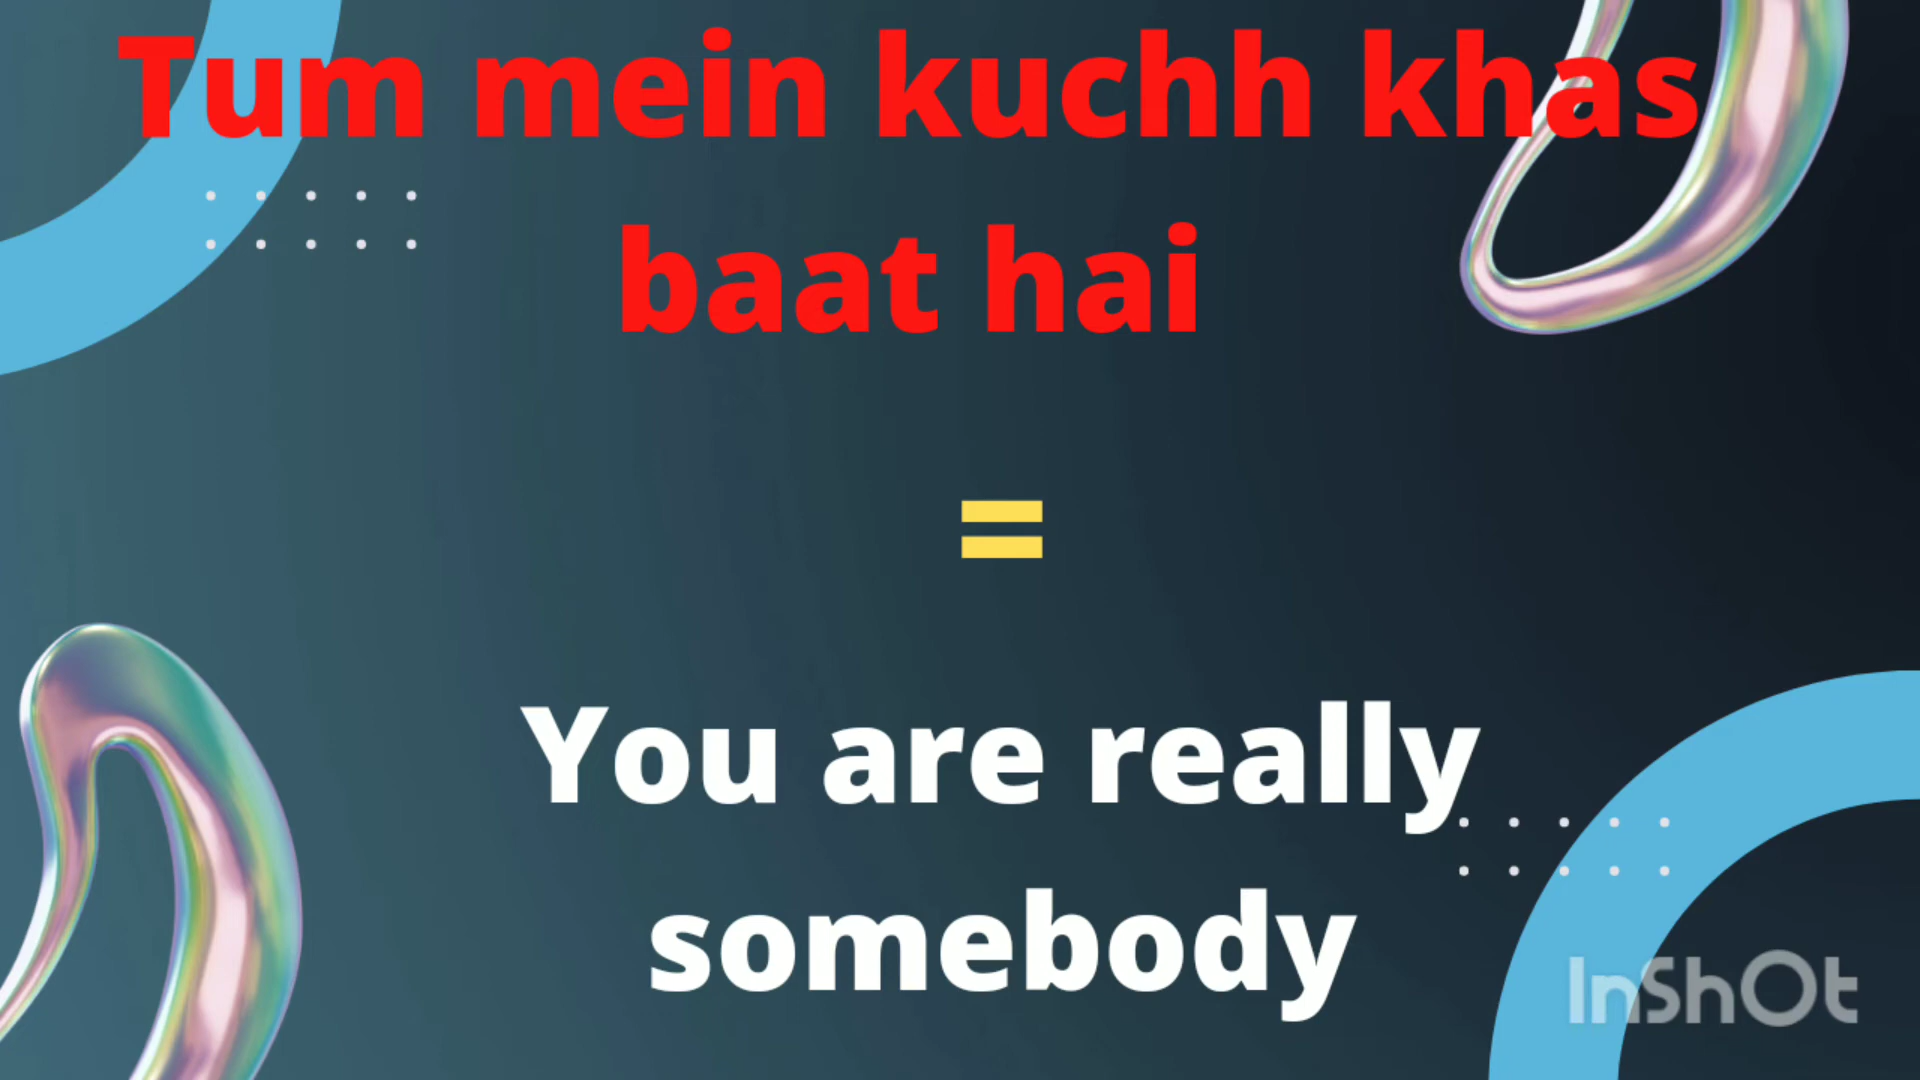 Tum mein kuchh khas
baat hai
=
You are really
somebody
InShOt